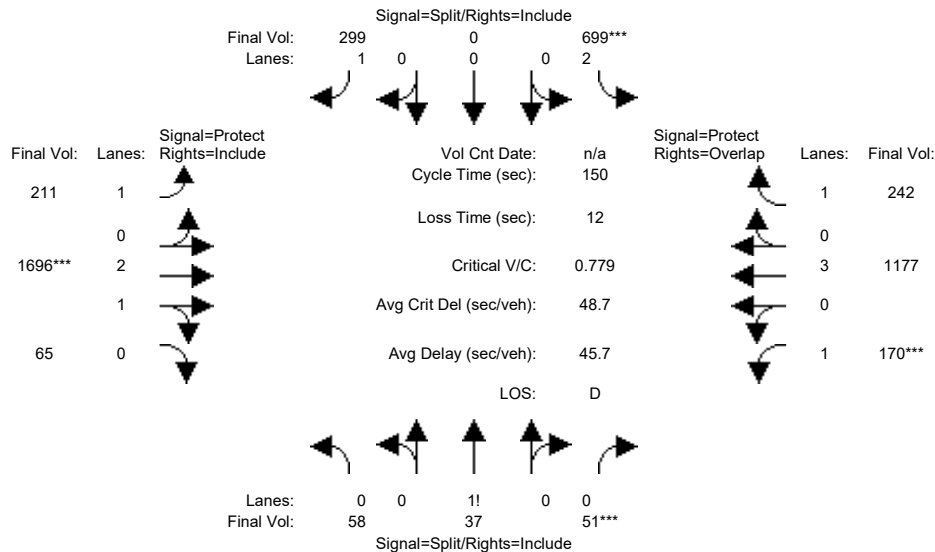 Signal=Split/Rights=Include
Final Vol: 299 0 699***
Lanes: 1 0 0 0 2
Signal=Protect Signal=Protect
Final Vol: Lanes: Rights=Include Vol Cnt Date: n/a Rights=Overlap Lanes: Final Vol:
Cycle Time (sec): 150
211 1 1 242
Loss Time (sec): 12
0 0
1696*** 2 Critical V/C: 0.779 3 1177
1 Avg Crit Del (sec/veh): 48.7 0
65 0 Avg Delay (sec/veh): 45.7 1 170***
LOS: D
Lanes: 0 0 1! 0 0
Final Vol: 58 37 51***
Signal=Split/Rights=Include